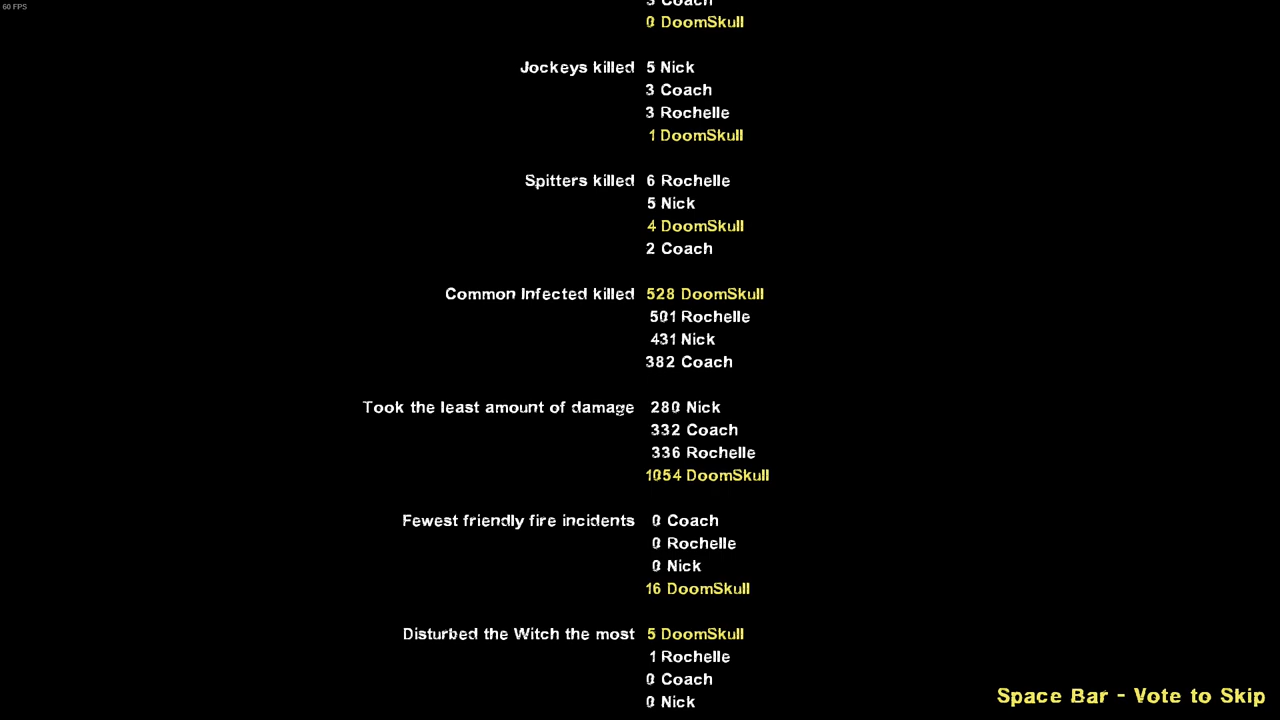 60 FPS
3 Coach
0 DoomSkull
Jockeys killed 5 Nick
3 Coach
3 Rochelle
1 DoomSkull
Spitters killed 6 Rochelle
5 Nick
4 DoomSkull
2 Coach
Common Infected killed 528 DoomSkull
501 Rochelle
431 Nick
382 Coach
Took the least amount of damage 280 Nick
332 Coach
336 Rochelle
1054 DoomSkull
Fewest friendly fire incidents 0 Coach
0 Rochelle
0 Nick
16 DoomSkull
Disturbed the Witch the most 5 DoomSkull
1 Rochelle
0 Coach
0 Nick
Space Bar - Vote to Skip